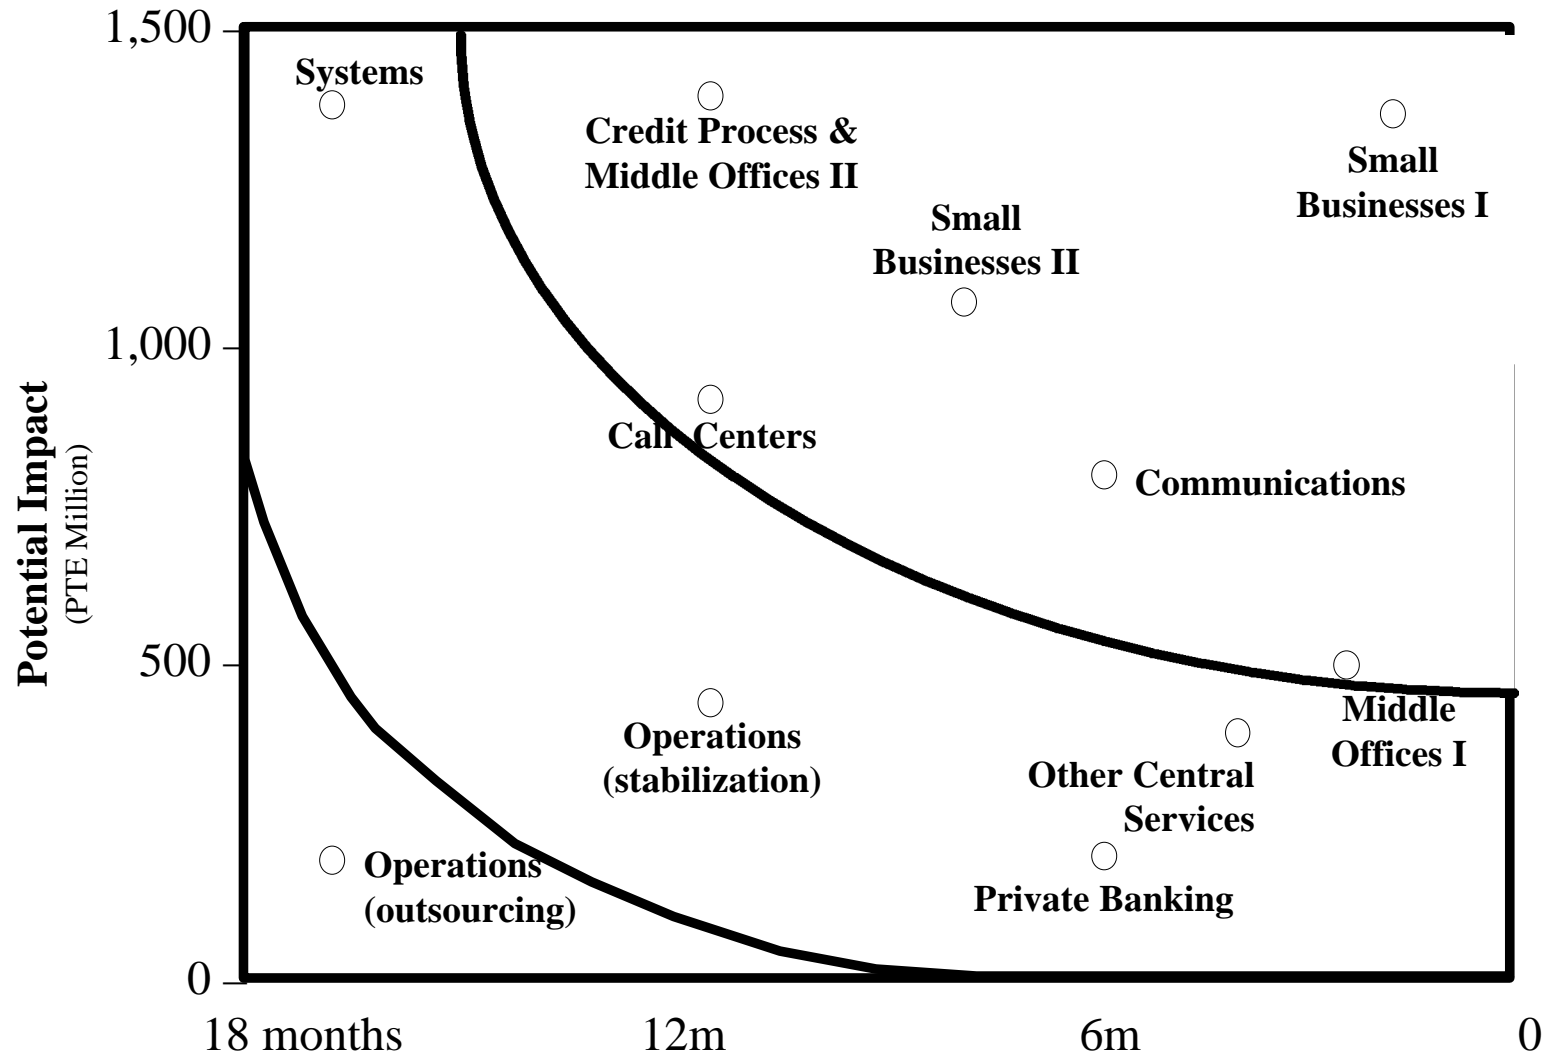 1,500
Systems
Credit Process &
Middle Offices II
Small
Businesses I
Small
Businesses II
1,000
Call Centers
Communications
Potential Impact
(PTE Million)
500
Middle
Offices I
Operations
(stabilization)
Other Central
Services
Operations
(outsourcing)
Private Banking
0
18 months
12m
6m
0